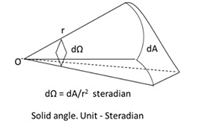 r
dΩ
dA
O
dΩ = dA/r² steradian
Solid angle. Unit - Steradian